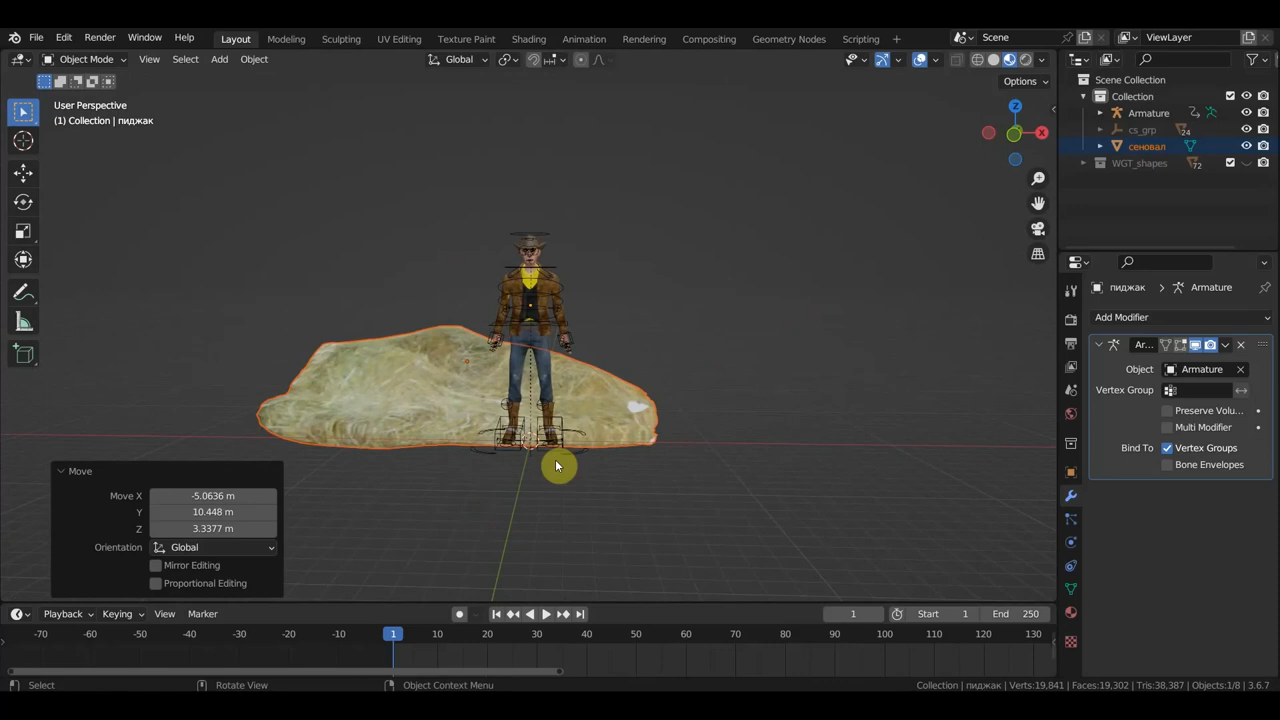 File Edit Render Window Help Layout Modeling Sculpting UV Editing Texture Paint Shading Animation Rendering Compositing Geometry Nodes Scripting + Scene ViewLayer
Object Mode View Select Add Object Global
Options
User Perspective
(1) Collection | пиджак
X
Z
Scene Collection
Collection
Armature
cs_grp 24
сеновал
WGT_shapes 72
пиджак > Armature
Add Modifier
Ar...
Object Armature
Vertex Group
Preserve Volu...
Multi Modifier
Bind To Vertex Groups
Bone Envelopes
Move
Move X -5.0636 m
Y 10.448 m
Z 3.3377 m
Orientation Global
Mirror Editing
Proportional Editing
Playback Keying View Marker 1 Start 1 End 250
-70 -60 -50 -40 -30 -20 -10 1 10 20 30 40 50 60 70 80 90 100 110 120 130
Select Rotate View Object Context Menu Collection | пиджак | Verts:19,841 | Faces:19,302 | Tris:38,387 | Objects:1/8 | 3.6.7